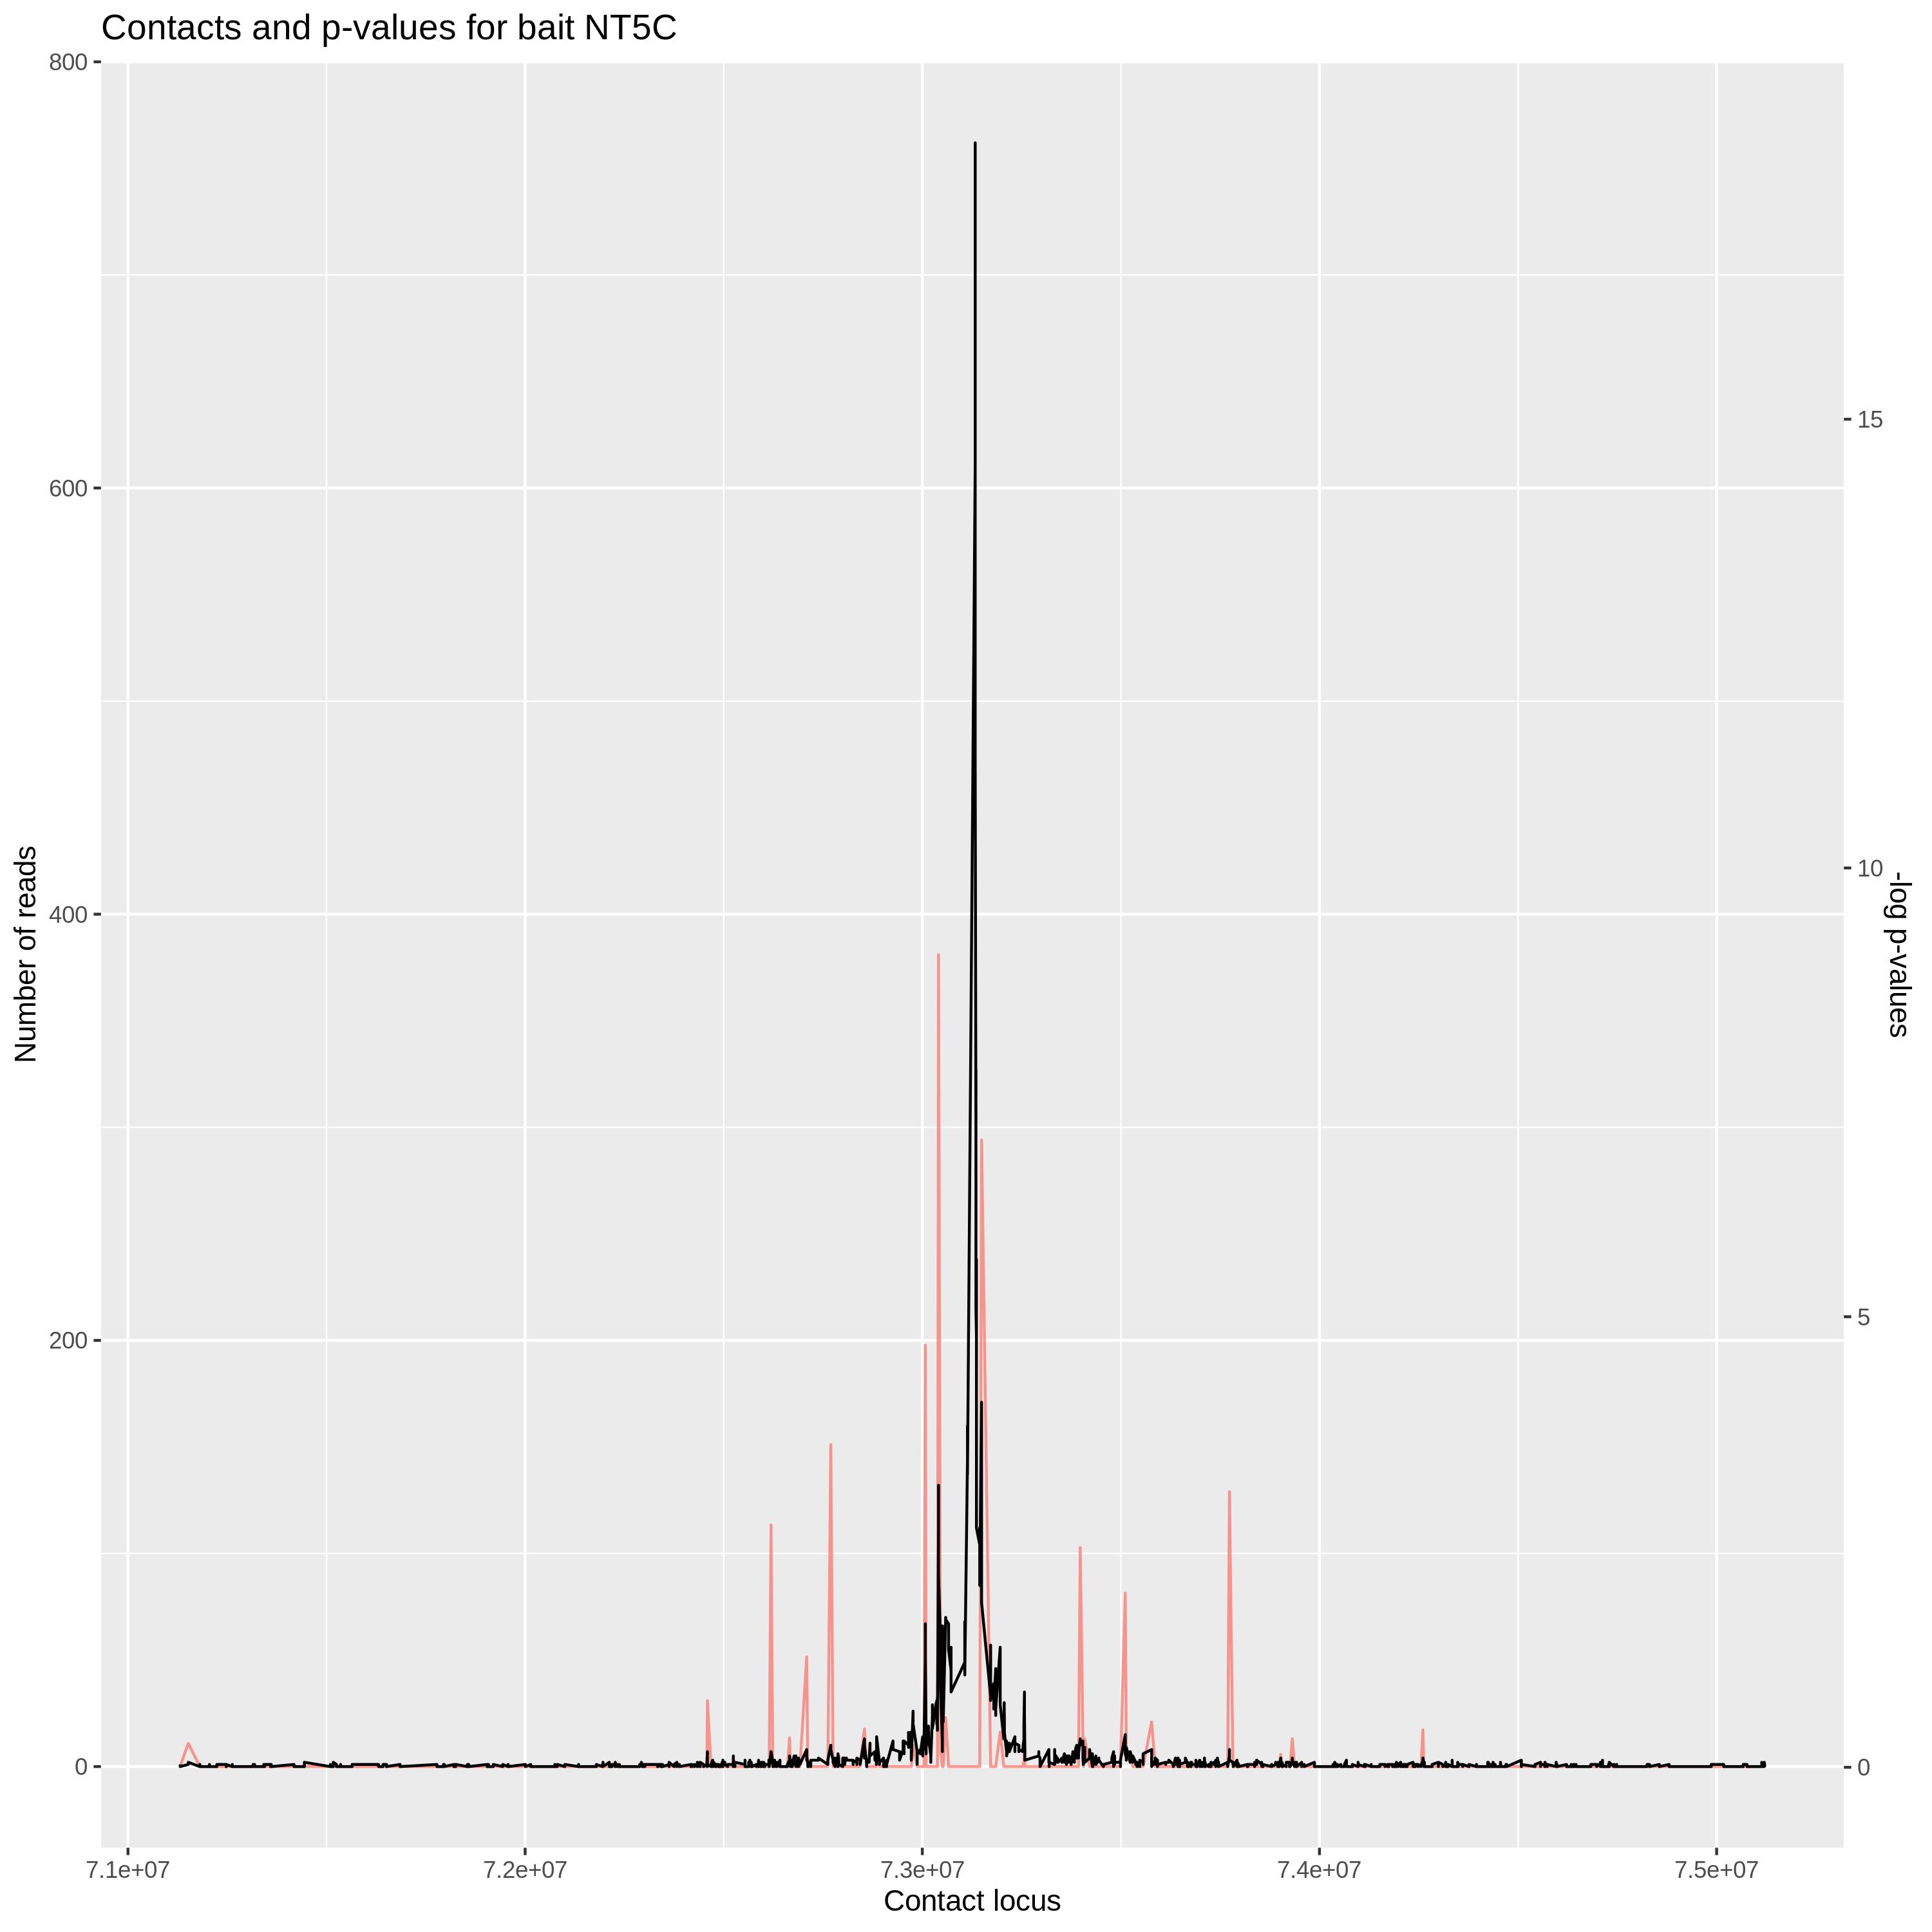 Contacts and p-values for bait NT5C
800
600
400
200
0
Number of reads
15
10
5
0
-log p-values
7.1e+07
7.2e+07
7.3e+07
7.4e+07
7.5e+07
Contact locus